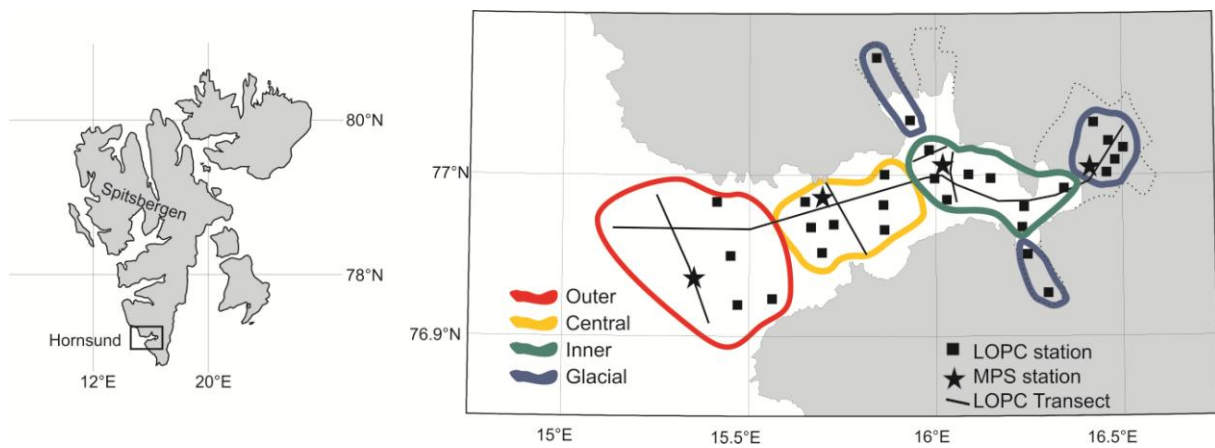 80°N
Spitsbergen
78°N
Hornsund
12°E
20°E
77°N
76.9°N
Outer
Central
Inner
Glacial
LOPC station
MPS station
LOPC Transect
15°E
15.5°E
16°E
16.5°E